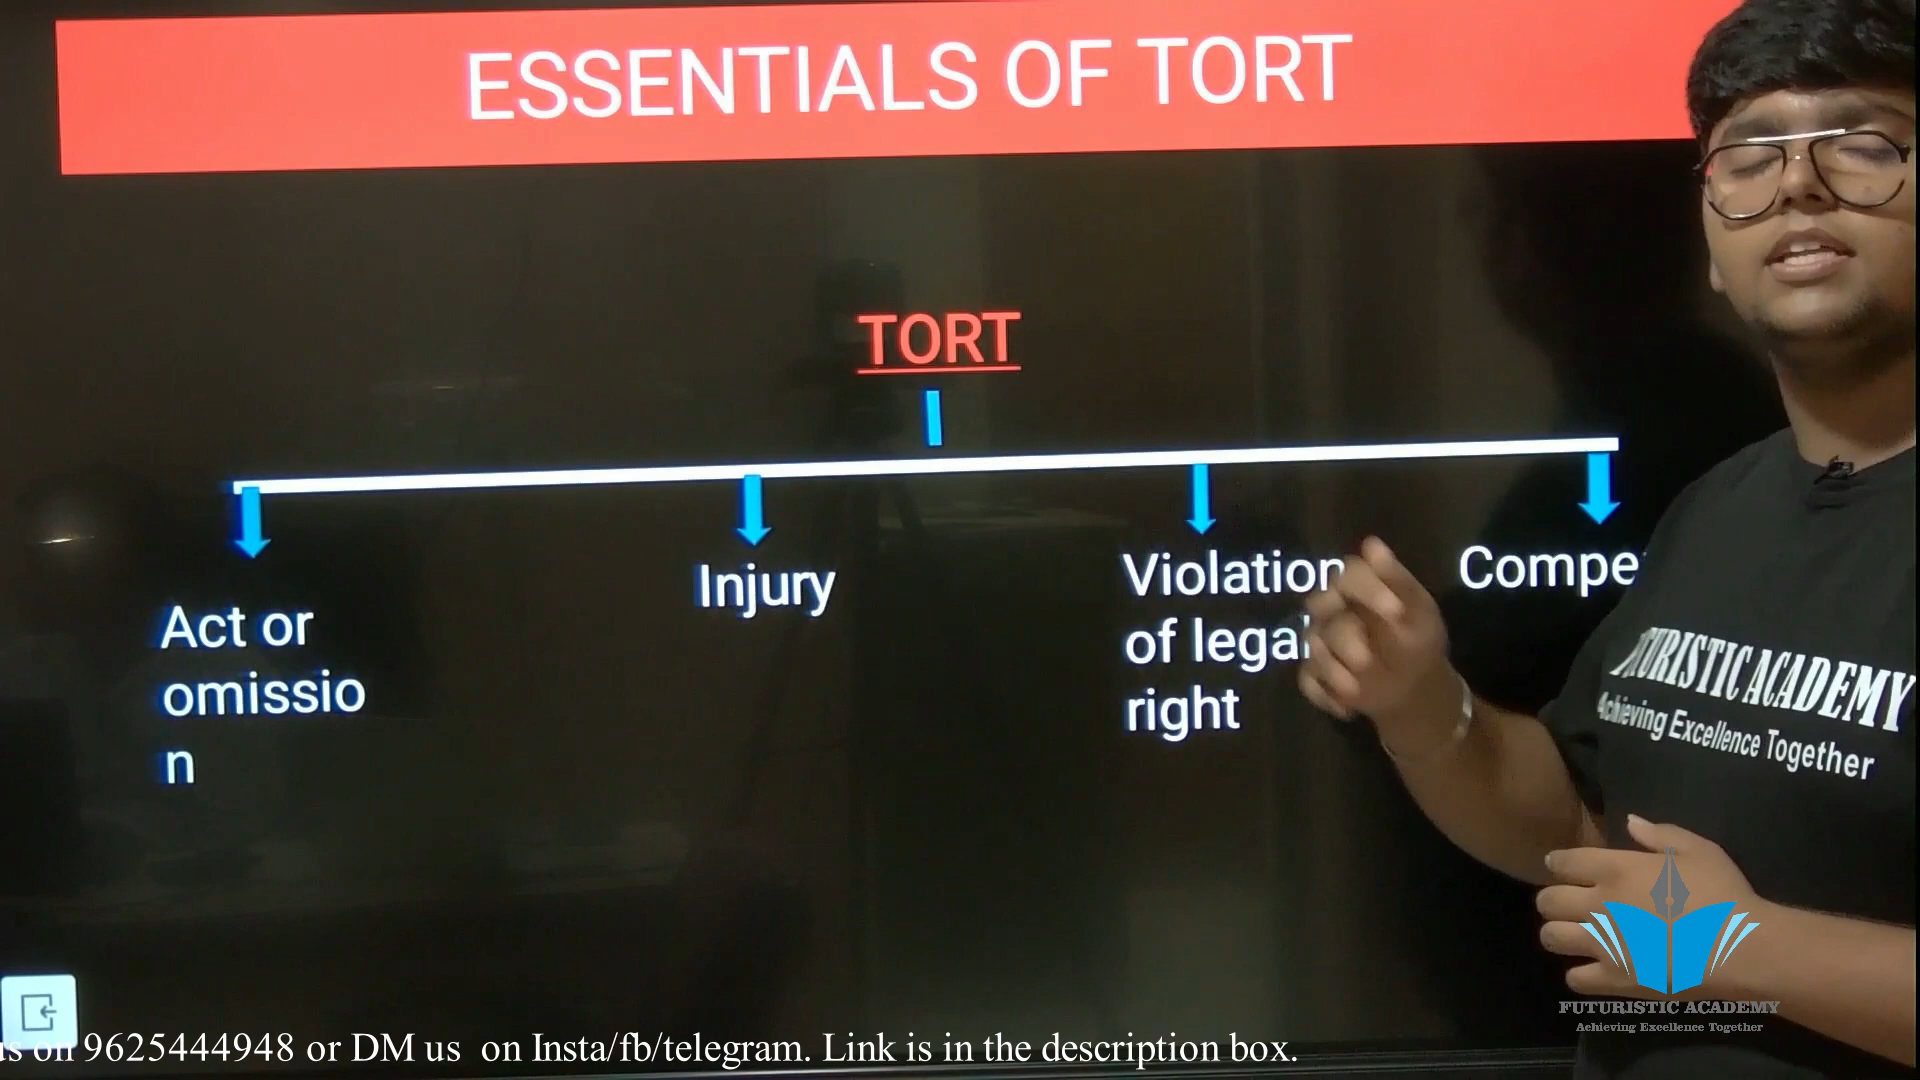 ESSENTIALS OF TORT
TORT
Act or
omissio
n
Injury
Violation
of legal
right
Compe
FUTURISTIC ACADEMY
Achieving Excellence Together
FUTURISTIC ACADEMY
Achieving Excellence Together
on 9625444948 or DM us on Insta/fb/telegram. Link is in the description box.